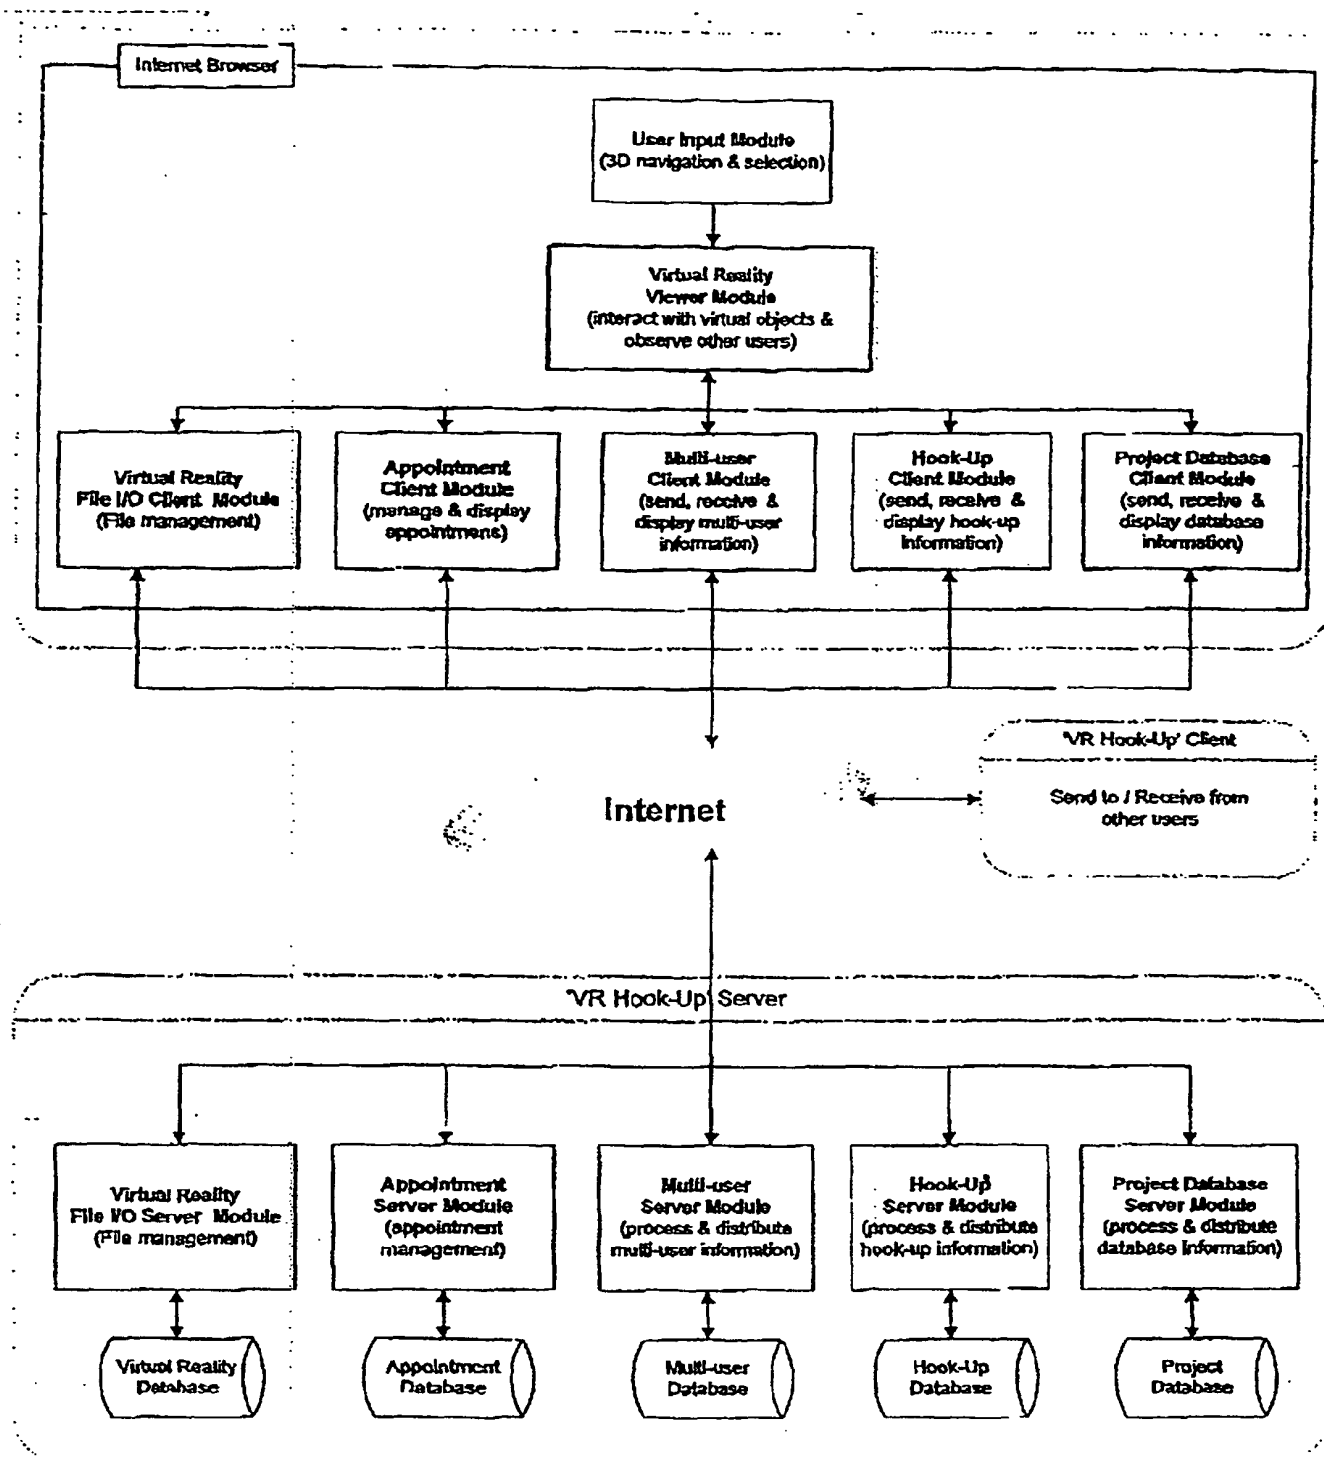 Internet Browser
User Input Module
(3D navigation & selection)
Virtual Reality
Viewer Module
(interact with virtual objects &
observe other users)
Virtual Reality
File I/O Client Module
(File management)
Appointment
Client Module
(manage & display
appointmens)
Multi-user
Client Module
(send, receive &
display multi-user
information)
Hook-Up
Client Module
(send, receive &
display hook-up
information)
Project Database
Client Module
(send, receive &
display database
information)
'VR Hook-Up' Client
Send to / Receive from
other users
Internet
'VR Hook-Up' Server
Virtual Reality
File I/O Server Module
(File management)
Appointment
Server Module
(appointment
management)
Multi-user
Server Module
(process & distribute
multi-user information)
Hook-Up
Server Module
(process & distribute
hook-up information)
Project Database
Server Module
(process & distribute
database information)
Virtual Reality
Database
Appointment
Database
Multi-user
Database
Hook-Up
Database
Project
Database